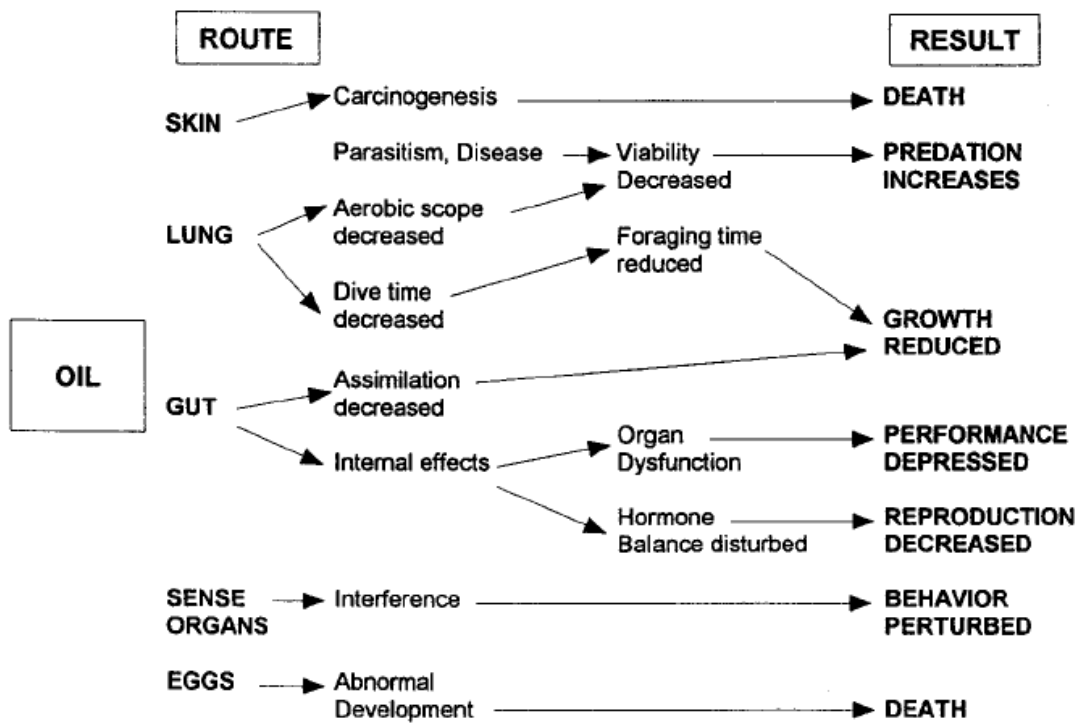 ROUTE
RESULT
OIL
SKIN
Carcinogenesis
DEATH
Parasitism, Disease
Viability
Decreased
PREDATION
INCREASES
LUNG
Aerobic scope
decreased
Dive time
decreased
Foraging time
reduced
GROWTH
REDUCED
GUT
Assimilation
decreased
Internal effects
Organ
Dysfunction
PERFORMANCE
DEPRESSED
Hormone
Balance disturbed
REPRODUCTION
DECREASED
SENSE
ORGANS
Interference
BEHAVIOR
PERTURBED
EGGS
Abnormal
Development
DEATH